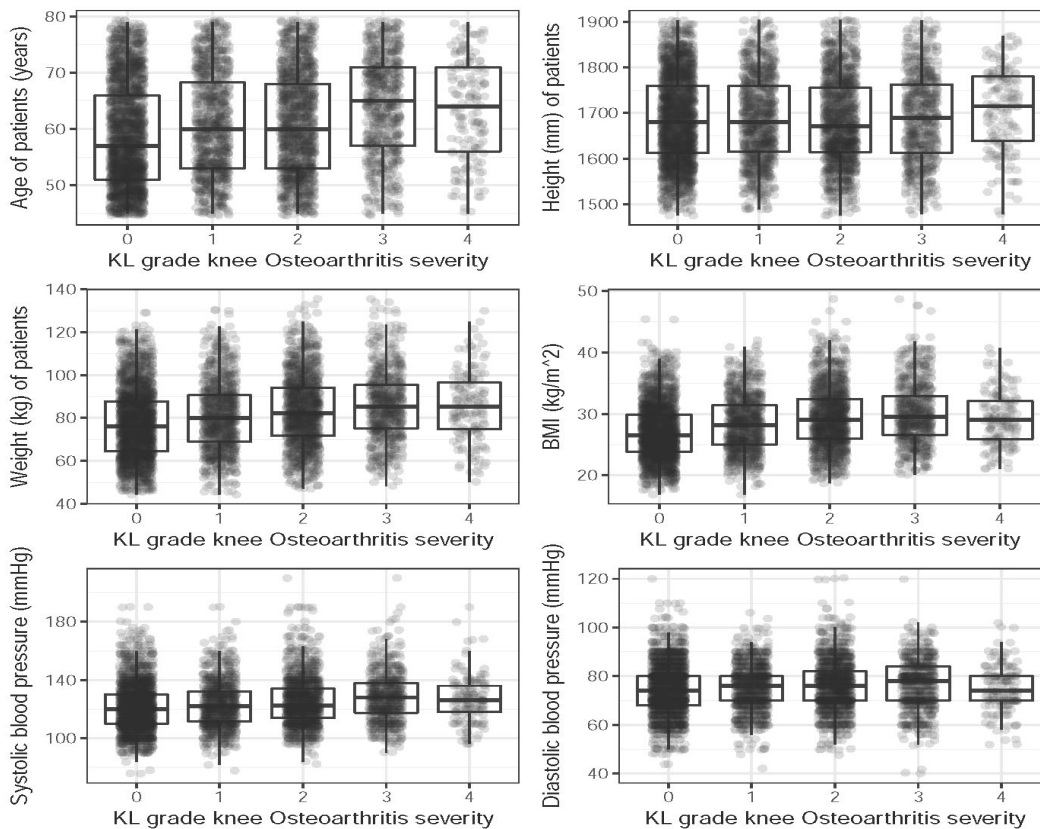 Age of patients (years)
80
70
60
50
0 1 2 3 4
KL grade knee Osteoarthritis severity
Height (mm) of patients
1900
1800
1700
1600
1500
0 1 2 3 4
KL grade knee Osteoarthritis severity
Weight (kg) of patients
140
120
100
80
60
40
0 1 2 3 4
KL grade knee Osteoarthritis severity
BMI (kg/m^2)
50
40
30
20
0 1 2 3 4
KL grade knee Osteoarthritis severity
Systolic blood pressure (mmHg)
180
140
100
0 1 2 3 4
KL grade knee Osteoarthritis severity
Diastolic blood pressure (mmHg)
120
100
80
60
40
0 1 2 3 4
KL grade knee Osteoarthritis severity